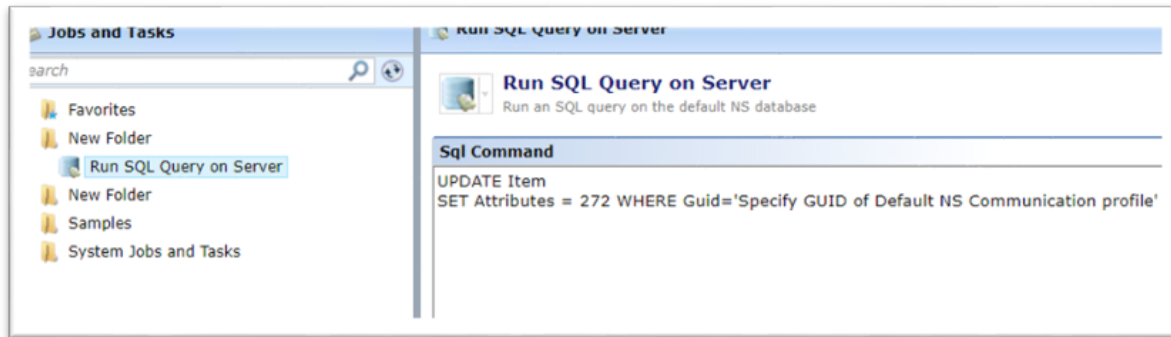 Jobs and Tasks
earch
Favorites
New Folder
Run SQL Query on Server
New Folder
Samples
System Jobs and Tasks
Run SQL Query on Server
Run SQL Query on Server
Run an SQL query on the default NS database
Sql Command
UPDATE Item
SET Attributes = 272 WHERE Guid='Specify GUID of Default NS Communication profile'